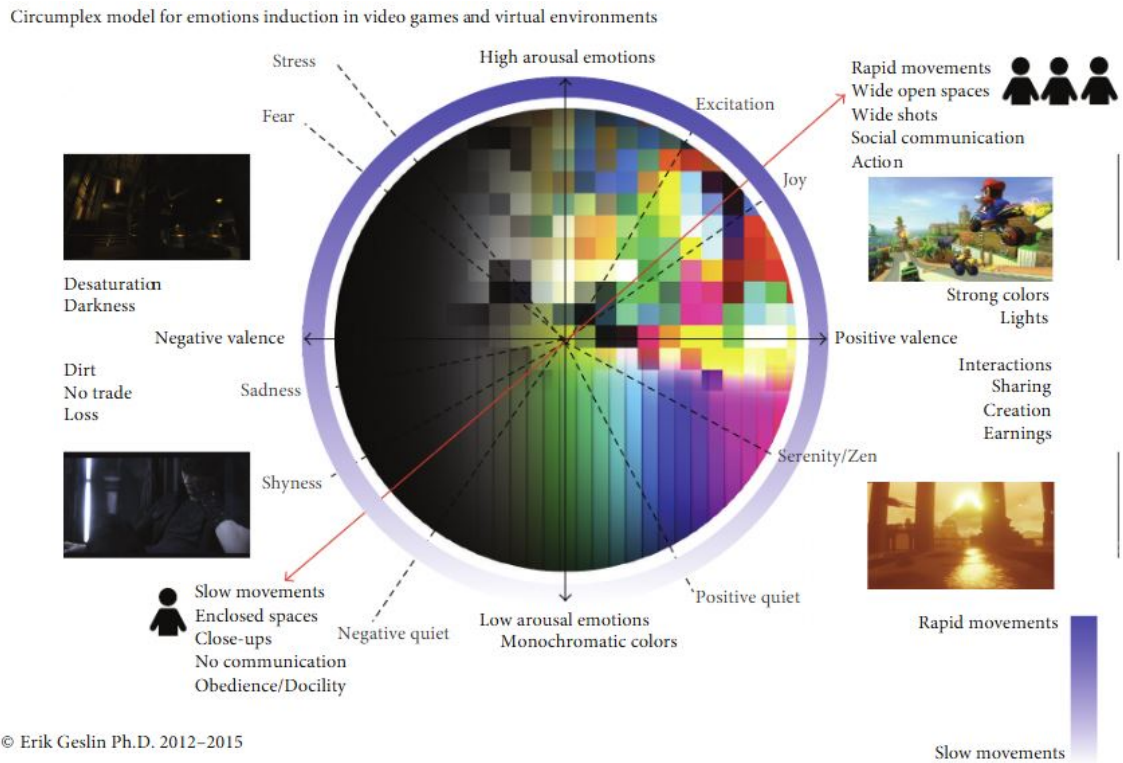 Circumplex model for emotions induction in video games and virtual environments
High arousal emotions
Stress
Fear
Excitation
Joy
Rapid movements
Wide open spaces
Wide shots
Social communication
Action
Desaturation
Darkness
Strong colors
Lights
Negative valence
Positive valence
Dirt
No trade
Loss
Sadness
Shyness
Interactions
Sharing
Creation
Earnings
Serenity/Zen
Positive quiet
Negative quiet
Slow movements
Enclosed spaces
Close-ups
No communication
Obedience/Docility
Low arousal emotions
Monochromatic colors
Rapid movements
Slow movements
© Erik Geslin Ph.D. 2012–2015